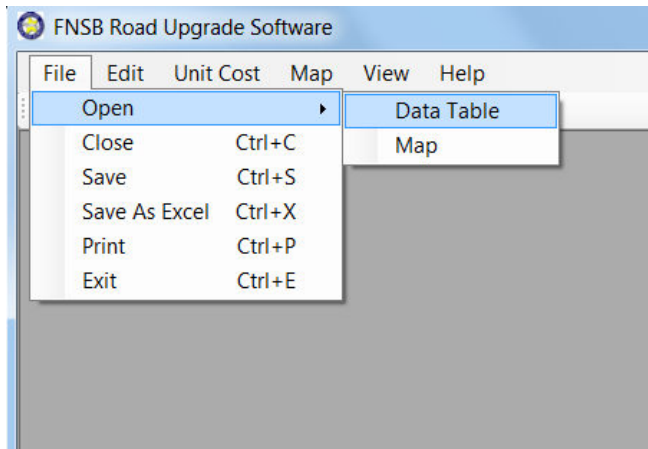 FNSB Road Upgrade Software
File Edit Unit Cost Map View Help
Open Data Table
Close Ctrl+C Map
Save Ctrl+S
Save As Excel Ctrl+X
Print Ctrl+P
Exit Ctrl+E